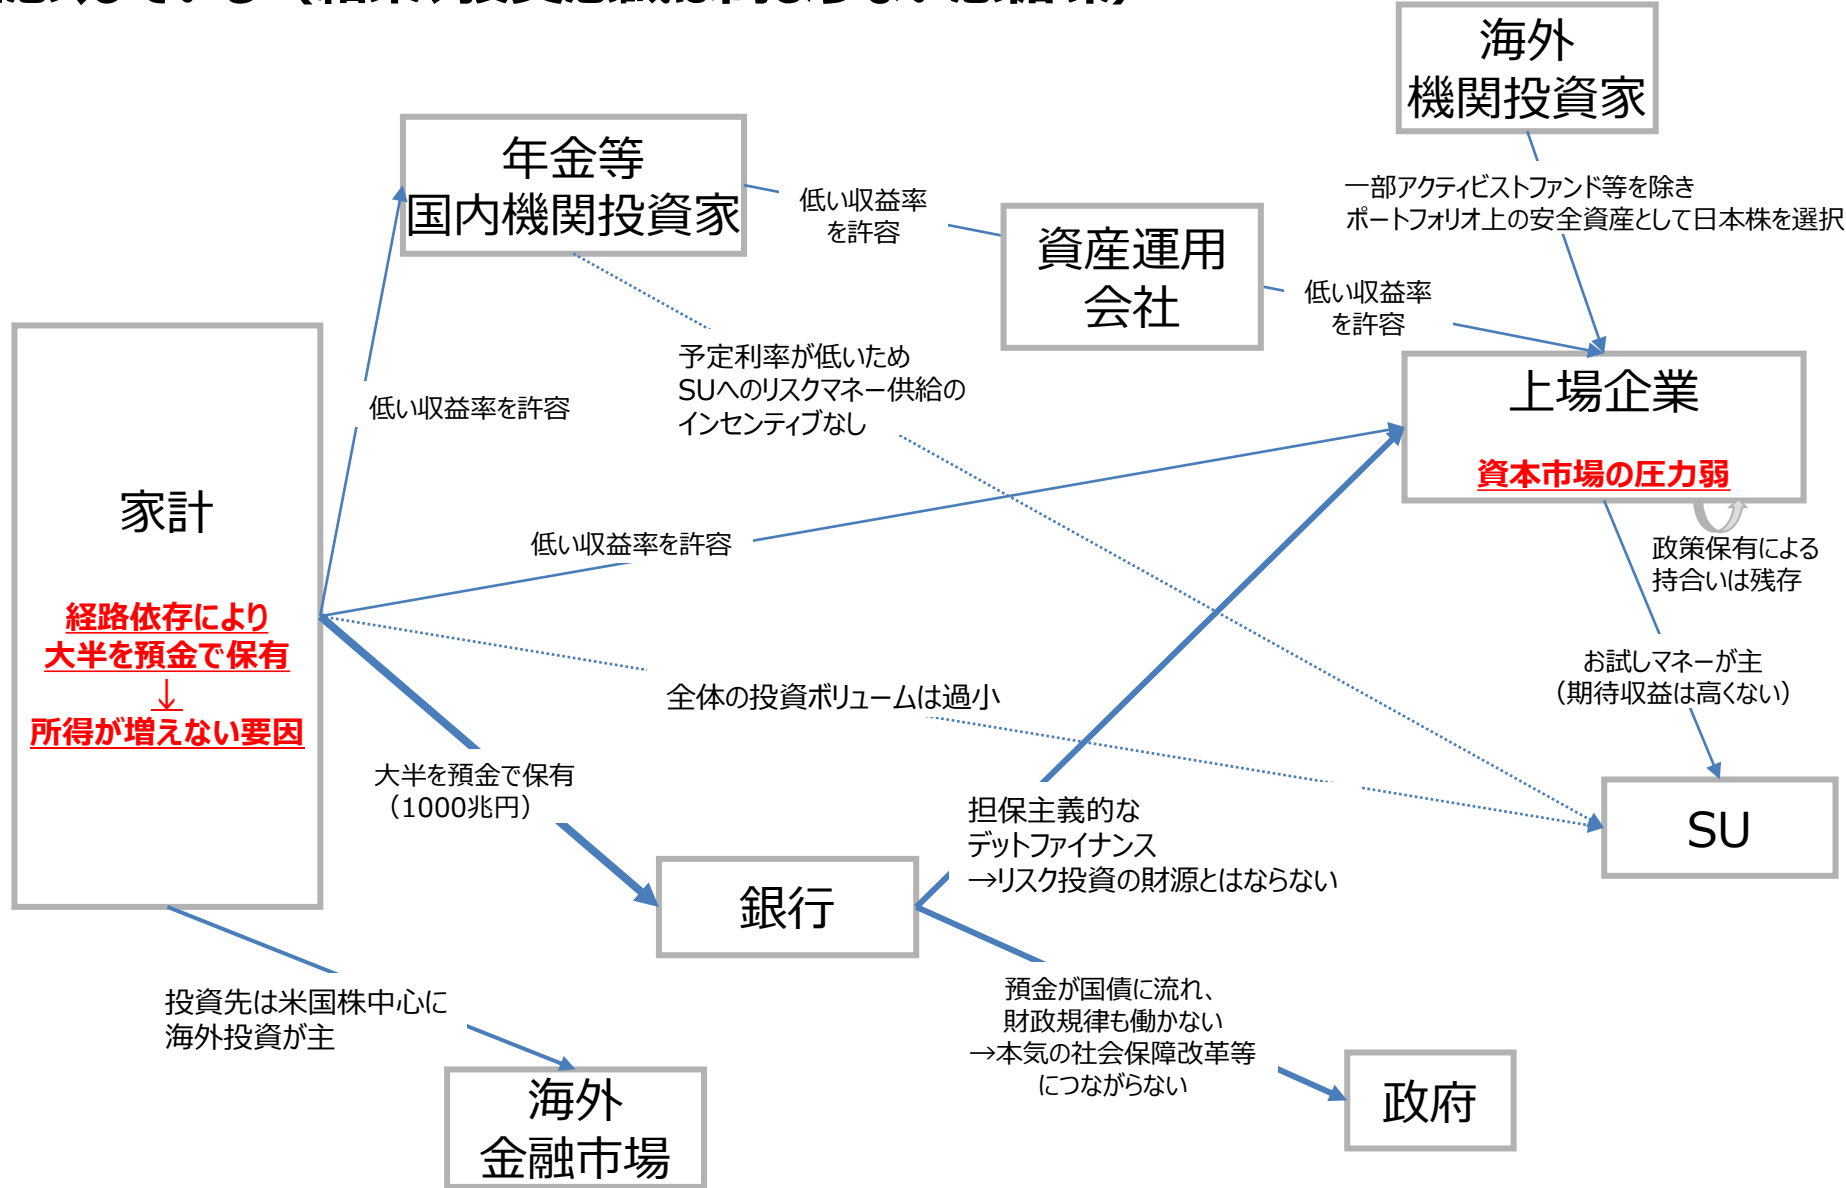 海外
機関投資家
年金等
国内機関投資家
低い収益率
を許容
資産運用
会社
一部アクティビストファンド等を除き
ポートフォリオ上の安全資産として日本株を選択
低い収益率
を許容
予定利率が低いため
SUへのリスクマネー供給の
インセンティブなし
低い収益率を許容
上場企業
資本市場の圧力弱
家計
経路依存により
大半を預金で保有
↓
所得が増えない要因
低い収益率を許容
政策保有による
持合いは残存
お試しマネーが主
（期待収益は高くない）
全体の投資ボリュームは過小
大半を預金で保有
（1000兆円）
担保主義的な
デットファイナンス
→リスク投資の財源とはならない
SU
銀行
投資先は米国株中心に
海外投資が主
預金が国債に流れ、
財政規律も働かない
→本気の社会保障改革等
につながらない
政府
海外
金融市場